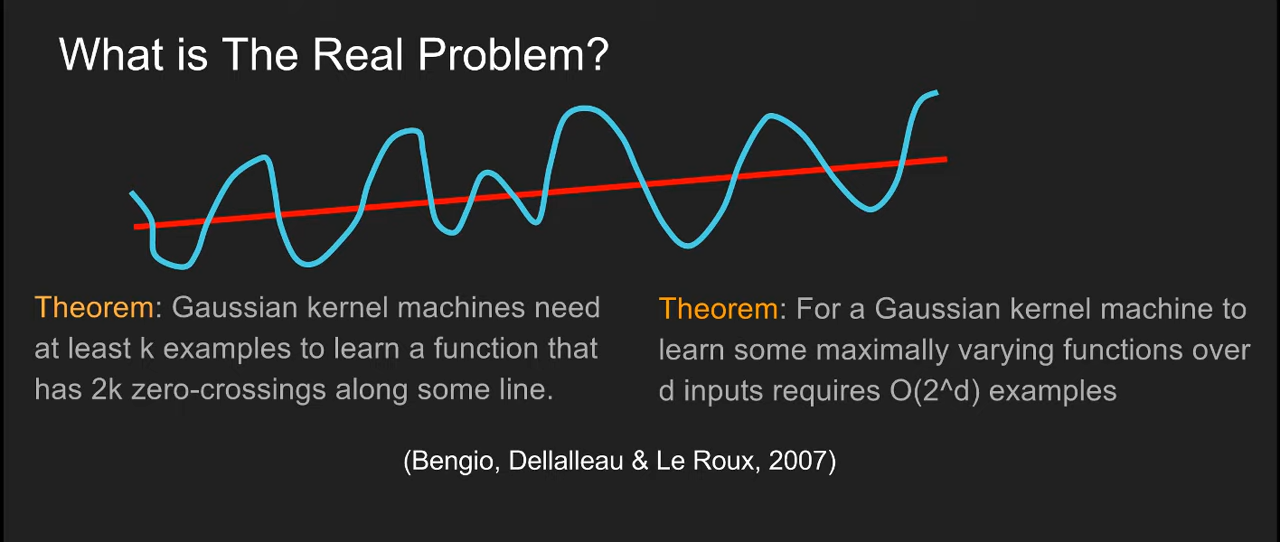 What is The Real Problem?
Theorem: Gaussian kernel machines need
at least k examples to learn a function that
has 2k zero-crossings along some line.
Theorem: For a Gaussian kernel machine to
learn some maximally varying functions over
d inputs requires O(2^d) examples
(Bengio, Dellalleau & Le Roux, 2007)